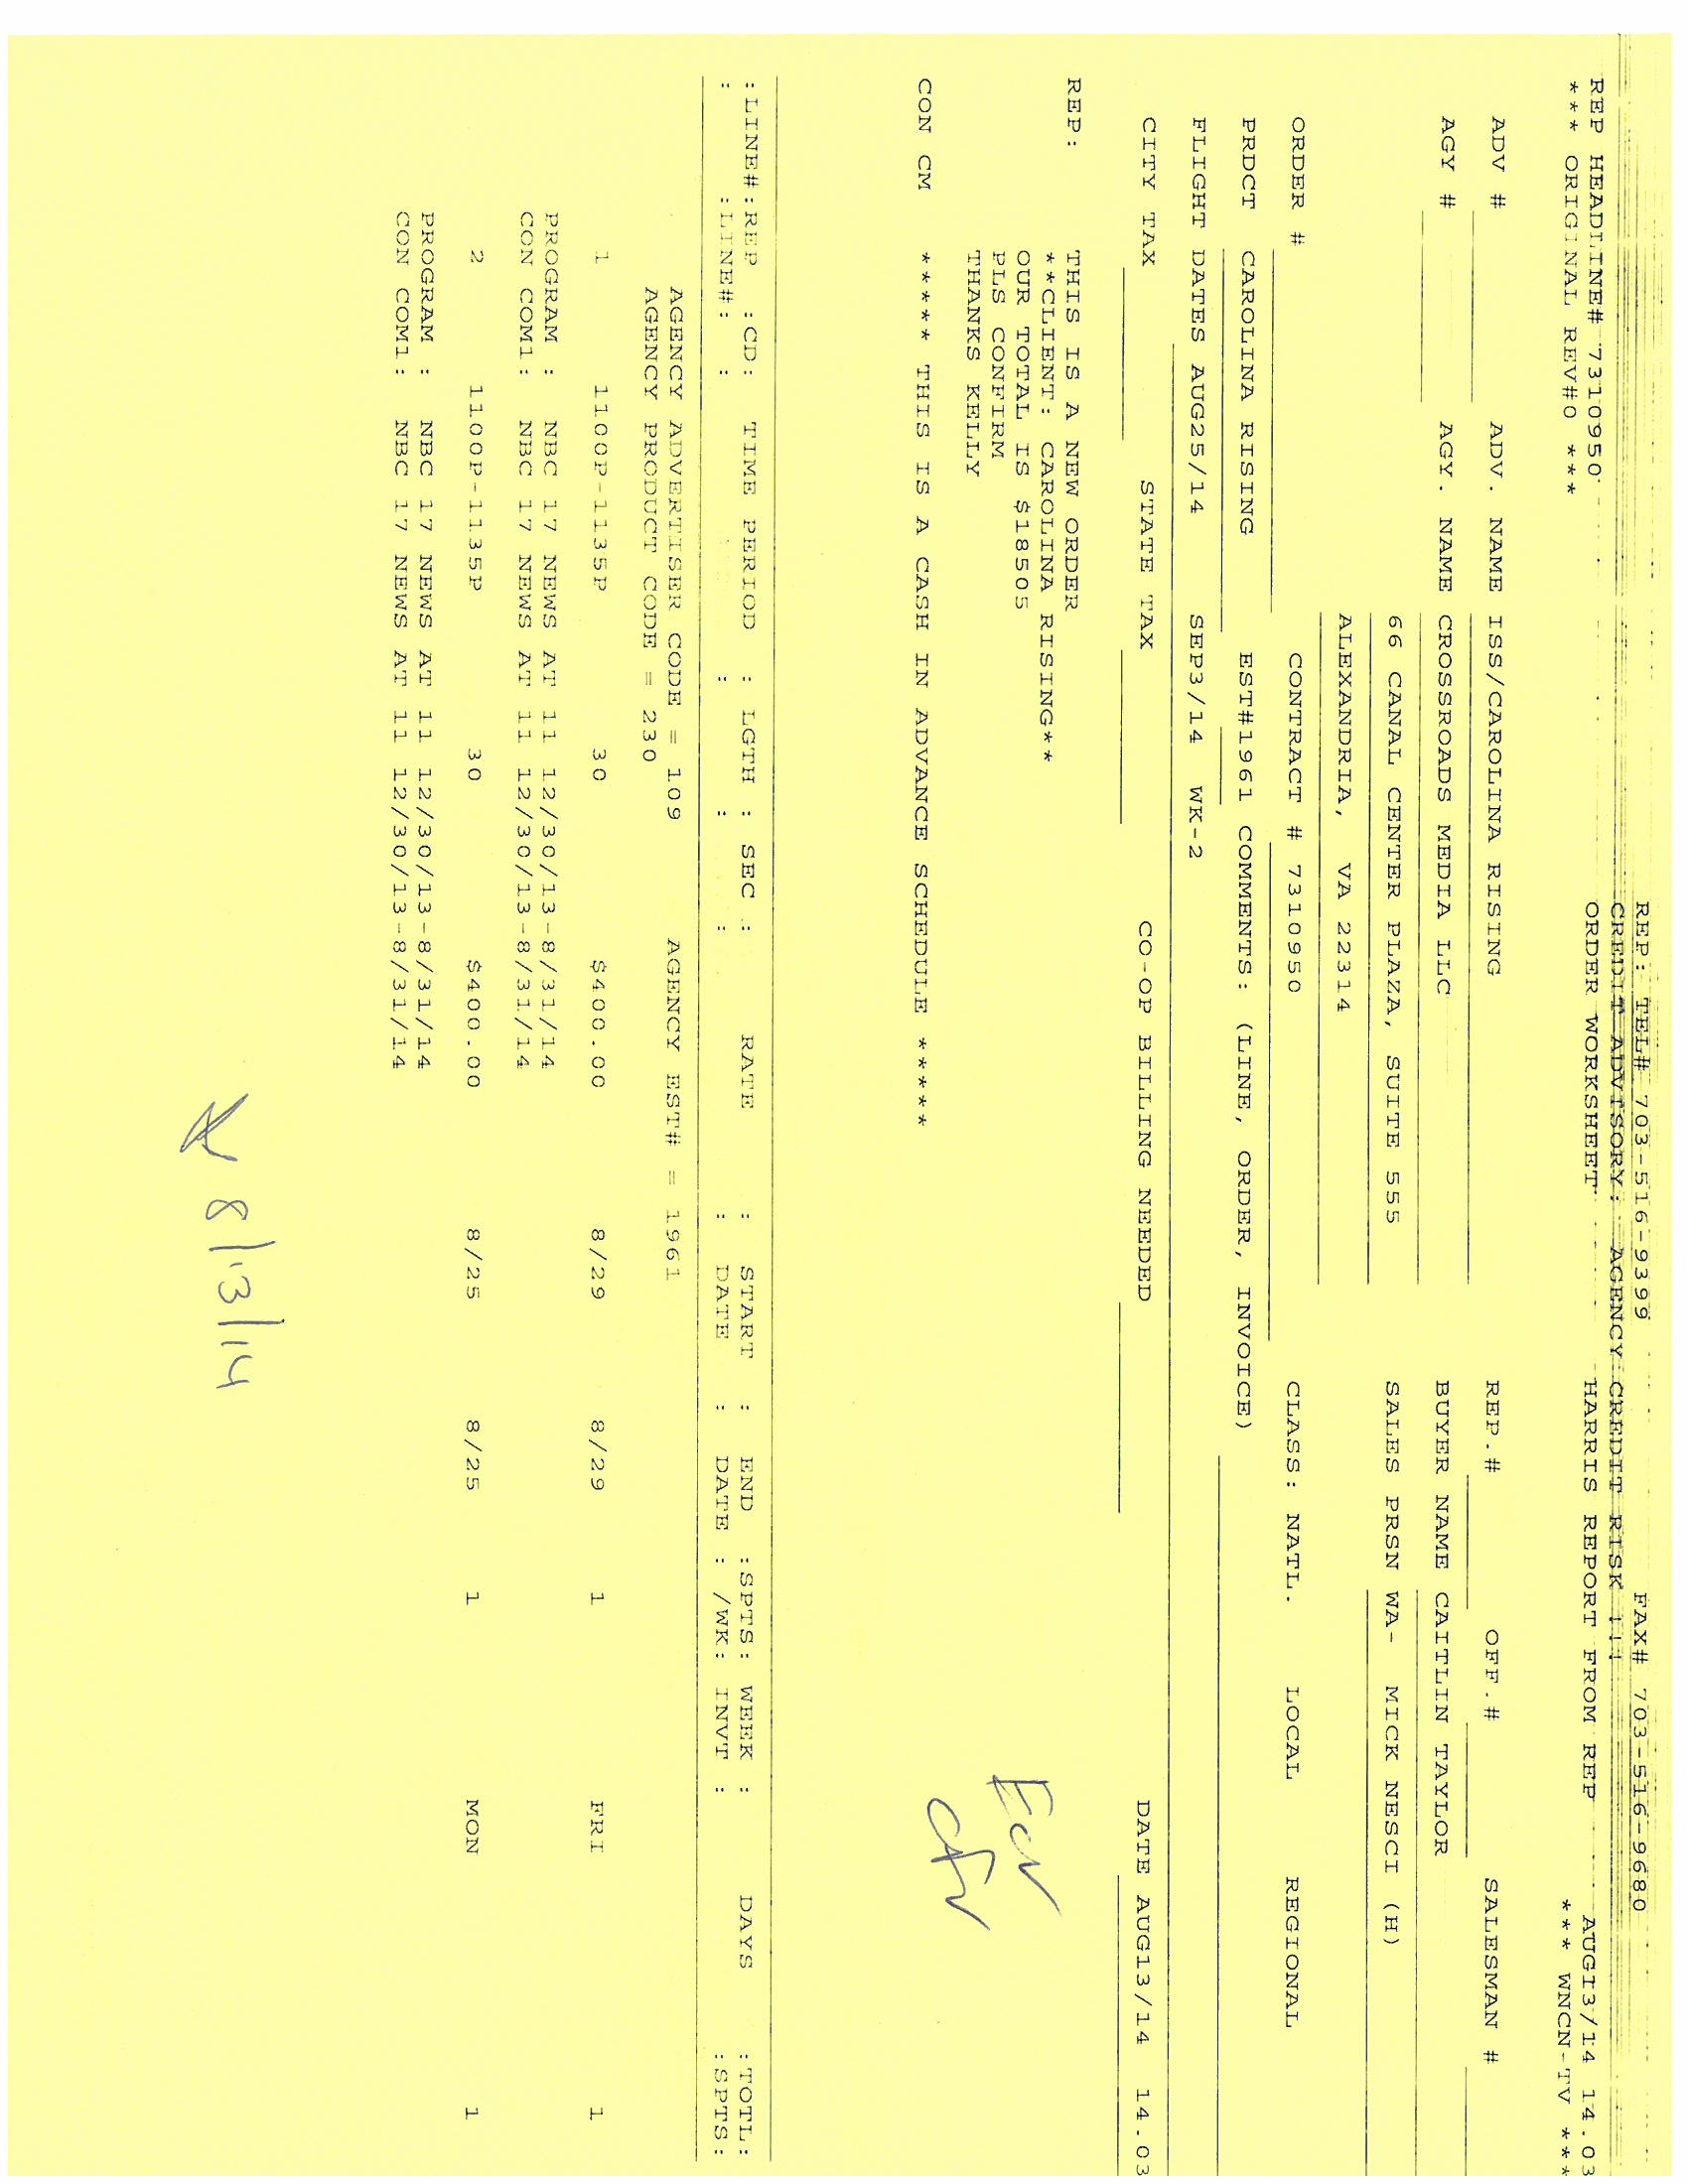 REP: TEL# 703-516-9399 FAX# 703-516-9680
CREDIT ADVISORY: AGENCY CREDIT RISK !!!
REP HEADLINE# 7310950 ORDER WORKSHEET HARRIS REPORT FROM REP AUG13/14 14.03
*** ORIGINAL REV#0 *** *** WNCN-TV ***
ADV # ADV. NAME ISS/CAROLINA RISING REP.# OFF.# SALESMAN #
AGY # AGY. NAME CROSSROADS MEDIA LLC BUYER NAME CAITLIN TAYLOR
66 CANAL CENTER PLAZA, SUITE 555 SALES PRSN WA- MICK NESCI (H)
ALEXANDRIA, VA 22314
ORDER # CONTRACT # 7310950 CLASS: NATL. LOCAL REGIONAL
PRDCT CAROLINA RISING EST#1961 COMMENTS: (LINE, ORDER, INVOICE)
FLIGHT DATES AUG25/14 SEP3/14 WK-2
CITY TAX STATE TAX CO-OP BILLING NEEDED DATE AUG13/14 14.03
REP: THIS IS A NEW ORDER
**CLIENT: CAROLINA RISING**
OUR TOTAL IS $18505
PLS CONFIRM
THANKS KELLY
CON CM ***** THIS IS A CASH IN ADVANCE SCHEDULE *****
:LINE#:REP :CD: TIME PERIOD : LGTH : SEC : RATE : START : END :SPTS: WEEK : DAYS :TOTL:
: :LINE#: : : : : DATE : DATE : /WK: INVT : :SPTS:
AGENCY ADVERTISER CODE = 109 AGENCY EST# = 1961
AGENCY PRODUCT CODE = 230
1 1100P-1135P 30 $400.00 8/29 8/29 1 FRI 1
PROGRAM : NBC 17 NEWS AT 11 12/30/13-8/31/14
CON COM1: NBC 17 NEWS AT 11 12/30/13-8/31/14
2 1100P-1135P 30 $400.00 8/25 8/25 1 MON 1
PROGRAM : NBC 17 NEWS AT 11 12/30/13-8/31/14
CON COM1: NBC 17 NEWS AT 11 12/30/13-8/31/14
8/13/14